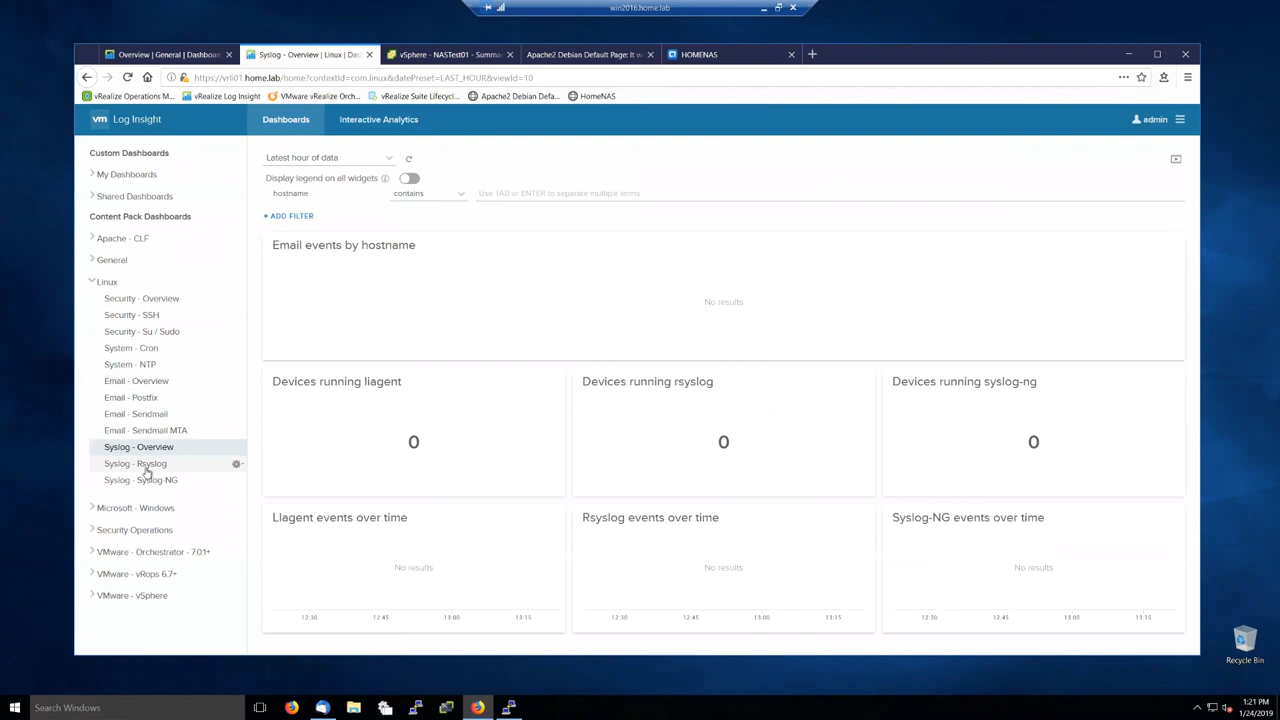 win2016.home.lab
Overview | General | Dashboar
Syslog - Overview | Linux | Das
vSphere - NASTest01 - Summa
Apache2 Debian Default Page: It w
HOMENAS
https://vrli01.home.lab/home?contextId=com.linux&datePreset=LAST_HOUR&viewId=10
vRealize Operations M...
vRealize Log Insight
VMware vRealize Orch...
vRealize Suite Lifecycl...
Apache2 Debian Defa...
HomeNAS
vm Log Insight
Dashboards
Interactive Analytics
admin
Custom Dashboards
My Dashboards
Shared Dashboards
Content Pack Dashboards
Apache - CLF
General
Linux
Security - Overview
Security - SSH
Security - Su / Sudo
System - Cron
System - NTP
Email - Overview
Email - Postfix
Email - Sendmail
Email - Sendmail MTA
Syslog - Overview
Syslog - Rsyslog
Syslog - Syslog-NG
Microsoft - Windows
Security Operations
VMware - Orchestrator - 7.0.1+
VMware - vRops 6.7+
VMware - vSphere
Latest hour of data
Display legend on all widgets
hostname
contains
Use TAB or ENTER to separate multiple terms
+ ADD FILTER
Email events by hostname
No results
Devices running liagent
0
Devices running rsyslog
0
Devices running syslog-ng
0
LIagent events over time
No results
12:30 12:45 13:00 13:15
Rsyslog events over time
No results
12:30 12:45 13:00 13:15
Syslog-NG events over time
No results
12:30 12:45 13:00 13:15
Recycle Bin
Search Windows
1:21 PM
1/24/2019